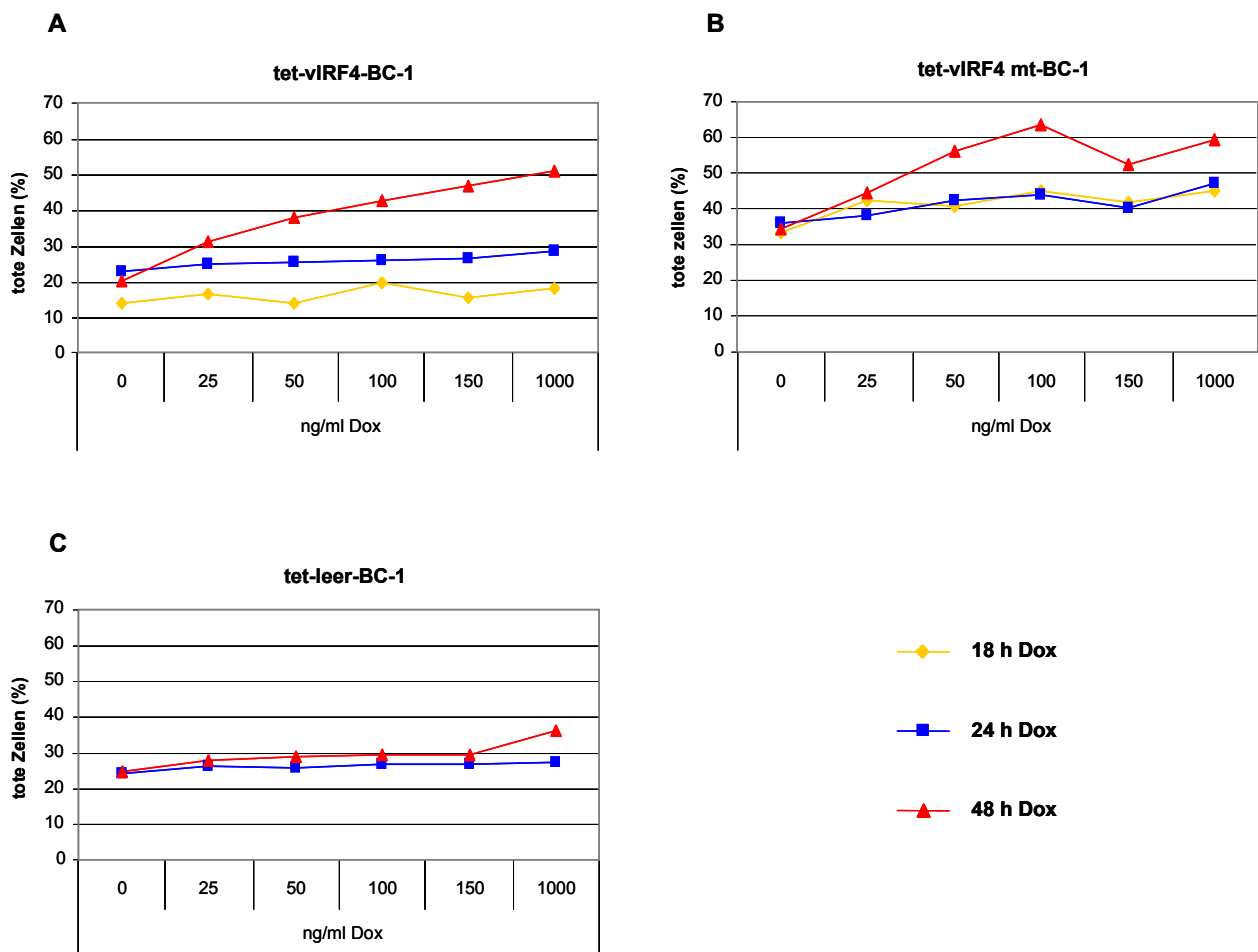 A
tet-vIRF4-BC-1
tote Zellen (%)
70
60
50
40
30
20
10
0
0 25 50 100 150 1000
ng/ml Dox
B
tet-vIRF4 mt-BC-1
tote zellen (%)
70
60
50
40
30
20
10
0
0 25 50 100 150 1000
ng/ml Dox
C
tet-leer-BC-1
tote Zellen (%)
70
60
50
40
30
20
10
0
0 25 50 100 150 1000
ng/ml Dox
18 h Dox
24 h Dox
48 h Dox